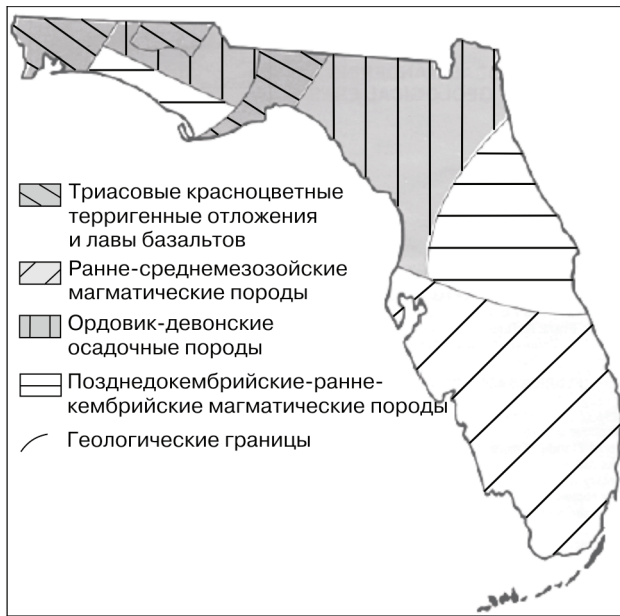 Триасовые красноцветные
терригенные отложения
и лавы базальтов
Ранне-среднемезозойские
магматические породы
Ордовик-девонские
осадочные породы
Позднедокембрийские-ранне-
кембрийские магматические породы
Геологические границы